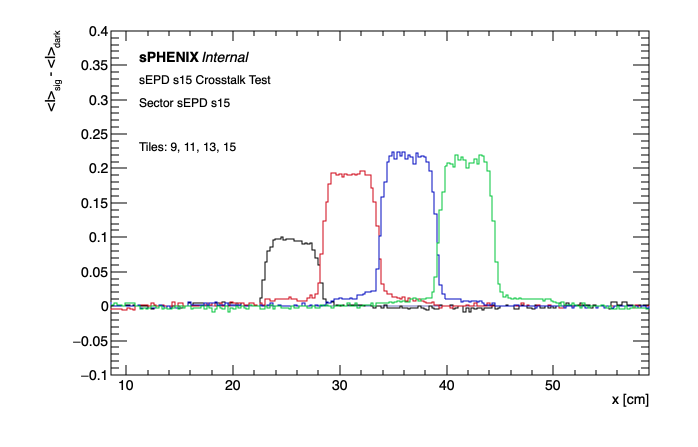 <I>sig - <I>dark
0.4
0.35
0.3
0.25
0.2
0.15
0.1
0.05
0
−0.05
−0.1
sPHENIX Internal
sEPD s15 Crosstalk Test
Sector sEPD s15
Tiles: 9, 11, 13, 15
10 20 30 40 50
x [cm]